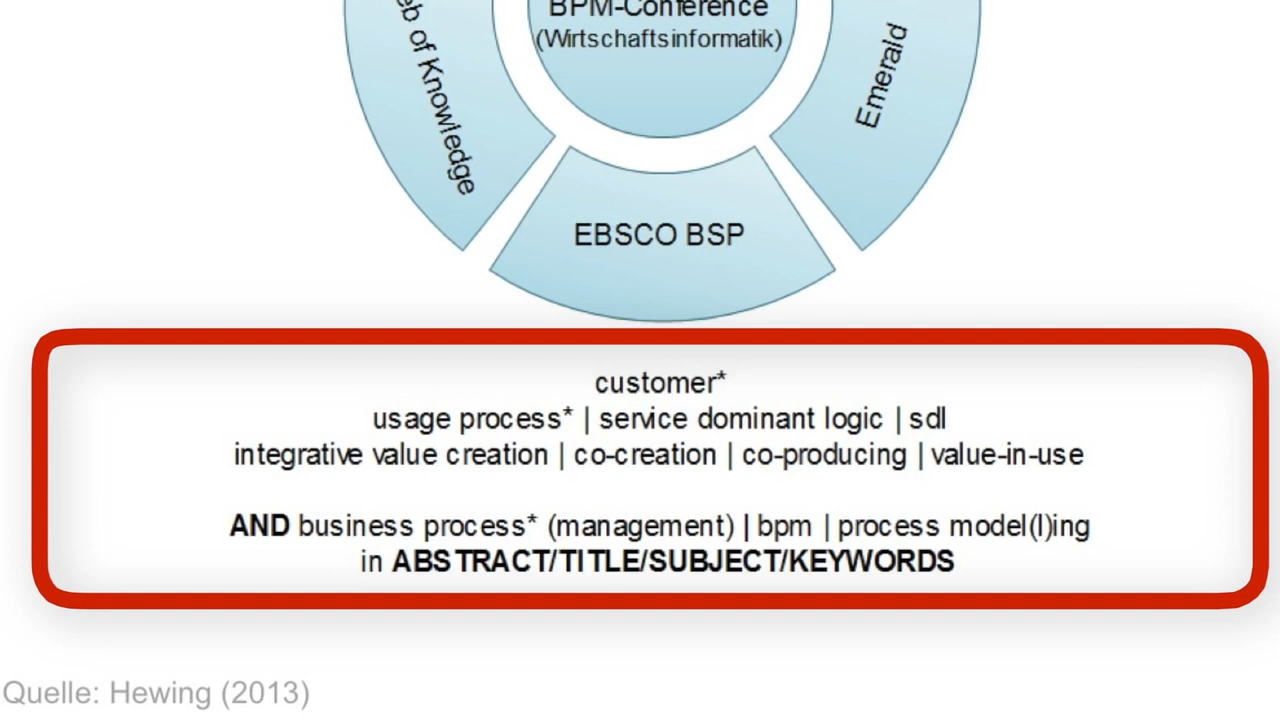 BPM-Conference
(Wirtschaftsinformatik)
of Knowledge
Emerald
EBSCO BSP
customer*
usage process* | service dominant logic | sdl
integrative value creation | co-creation | co-producing | value-in-use
AND business process* (management) | bpm | process model(l)ing
in ABSTRACT/TITLE/SUBJECT/KEYWORDS
Quelle: Hewing (2013)